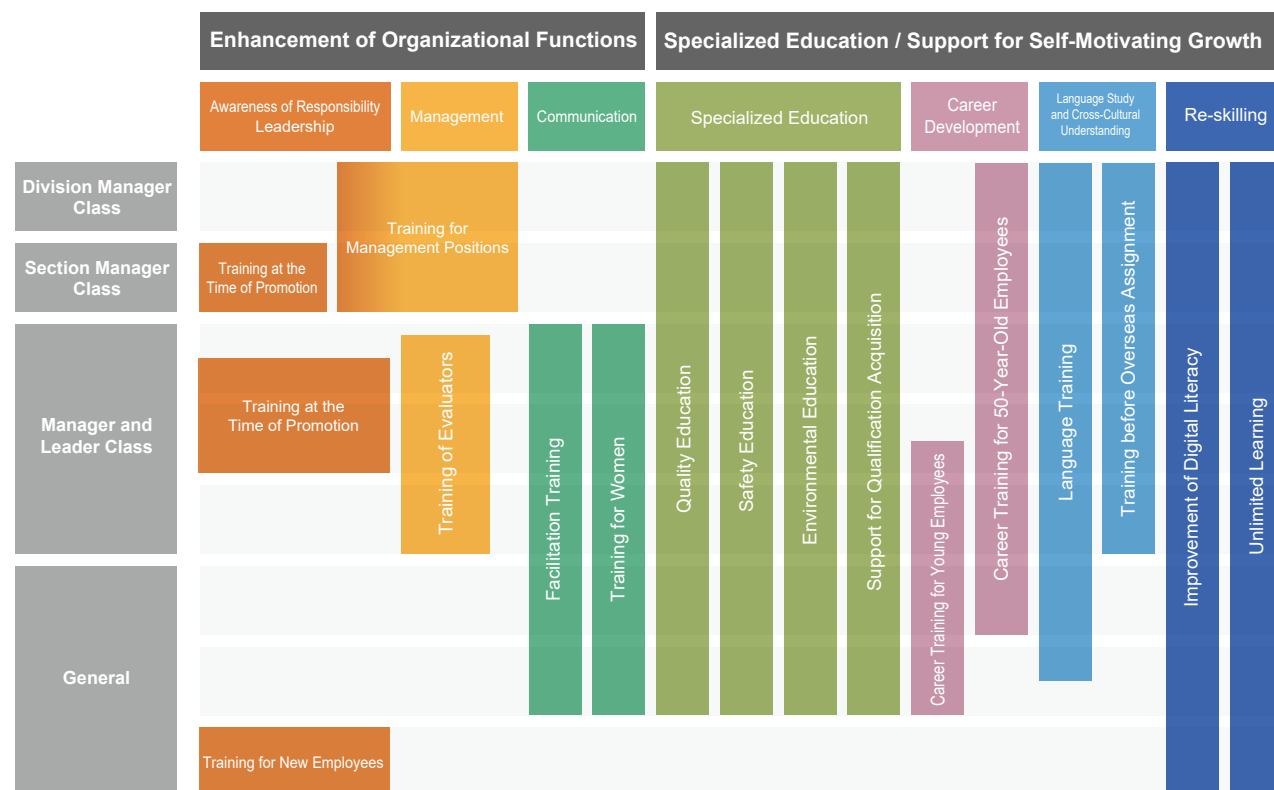 Enhancement of Organizational Functions
Specialized Education / Support for Self-Motivating Growth
Awareness of Responsibility
Leadership
Management
Communication
Specialized Education
Career
Development
Language Study
and Cross-Cultural
Understanding
Re-skilling
Division Manager
Class
Section Manager
Class
Manager and
Leader Class
General
Training for
Management Positions
Training at the
Time of Promotion
Training at the
Time of Promotion
Training of Evaluators
Training for New Employees
Facilitation Training
Training for Women
Quality Education
Safety Education
Environmental Education
Support for Qualification Acquisition
Career Training for Young Employees
Career Training for 50-Year-Old Employees
Language Training
Training before Overseas Assignment
Improvement of Digital Literacy
Unlimited Learning